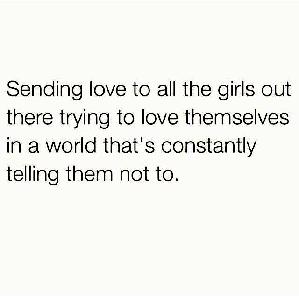 Sending love to all the girls out
there trying to love themselves
in a world that's constantly
telling them not to.